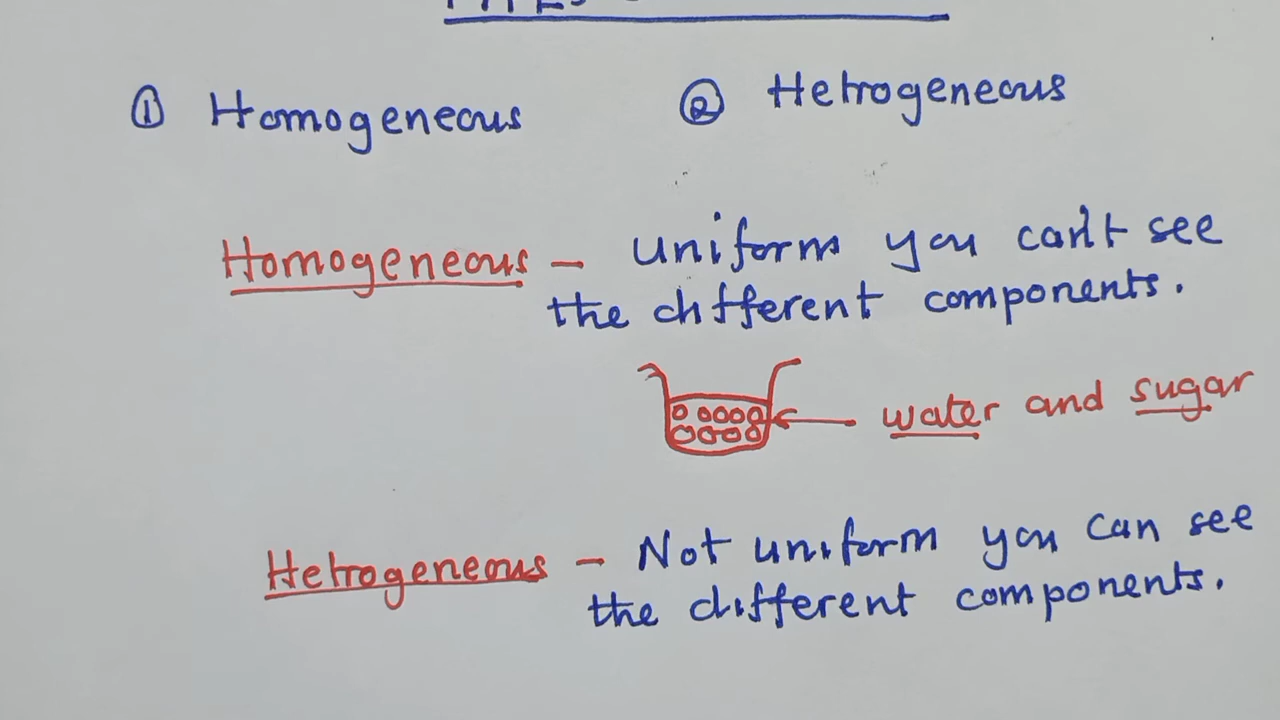 ① Homogeneous ② Hetrogeneous
Homogeneous – uniform you can't see
the different components.
water and sugar
Hetrogeneous – Not uniform you can see
the different components.